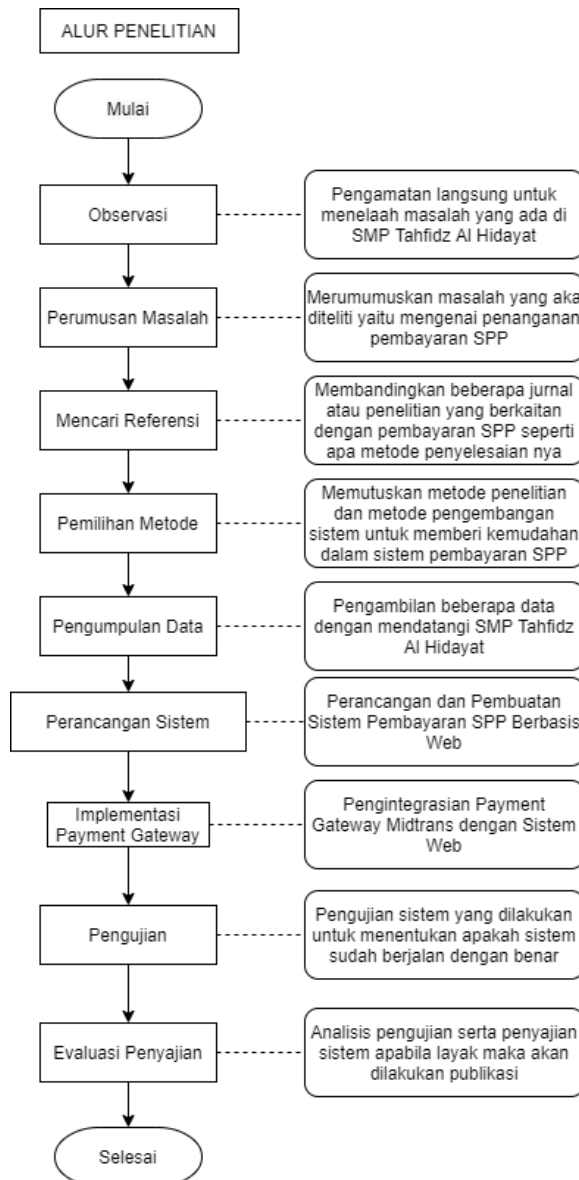 ALUR PENELITIAN
Mulai
Observasi
Pengamatan langsung untuk
menelaah masalah yang ada di
SMP Tahfidz Al Hidayat
Perumusan Masalah
Merumumuskan masalah yang aka
diteliti yaitu mengenai penanganan
pembayaran SPP
Mencari Referensi
Membandingkan beberapa jurnal
atau penelitian yang berkaitan
dengan pembayaran SPP seperti
apa metode penyelesaian nya
Pemilihan Metode
Memutuskan metode penelitian
dan metode pengembangan
sistem untuk memberi kemudahan
dalam sistem pembayaran SPP
Pengumpulan Data
Pengambilan beberapa data
dengan mendatangi SMP Tahfidz
Al Hidayat
Perancangan Sistem
Perancangan dan Pembuatan
Sistem Pembayaran SPP Berbasis
Web
Implementasi
Payment Gateway
Pengintegrasian Payment
Gateway Midtrans dengan Sistem
Web
Pengujian
Pengujian sistem yang dilakukan
untuk menentukan apakah sistem
sudah berjalan dengan benar
Evaluasi Penyajian
Analisis pengujian serta penyajian
sistem apabila layak maka akan
dilakukan publikasi
Selesai